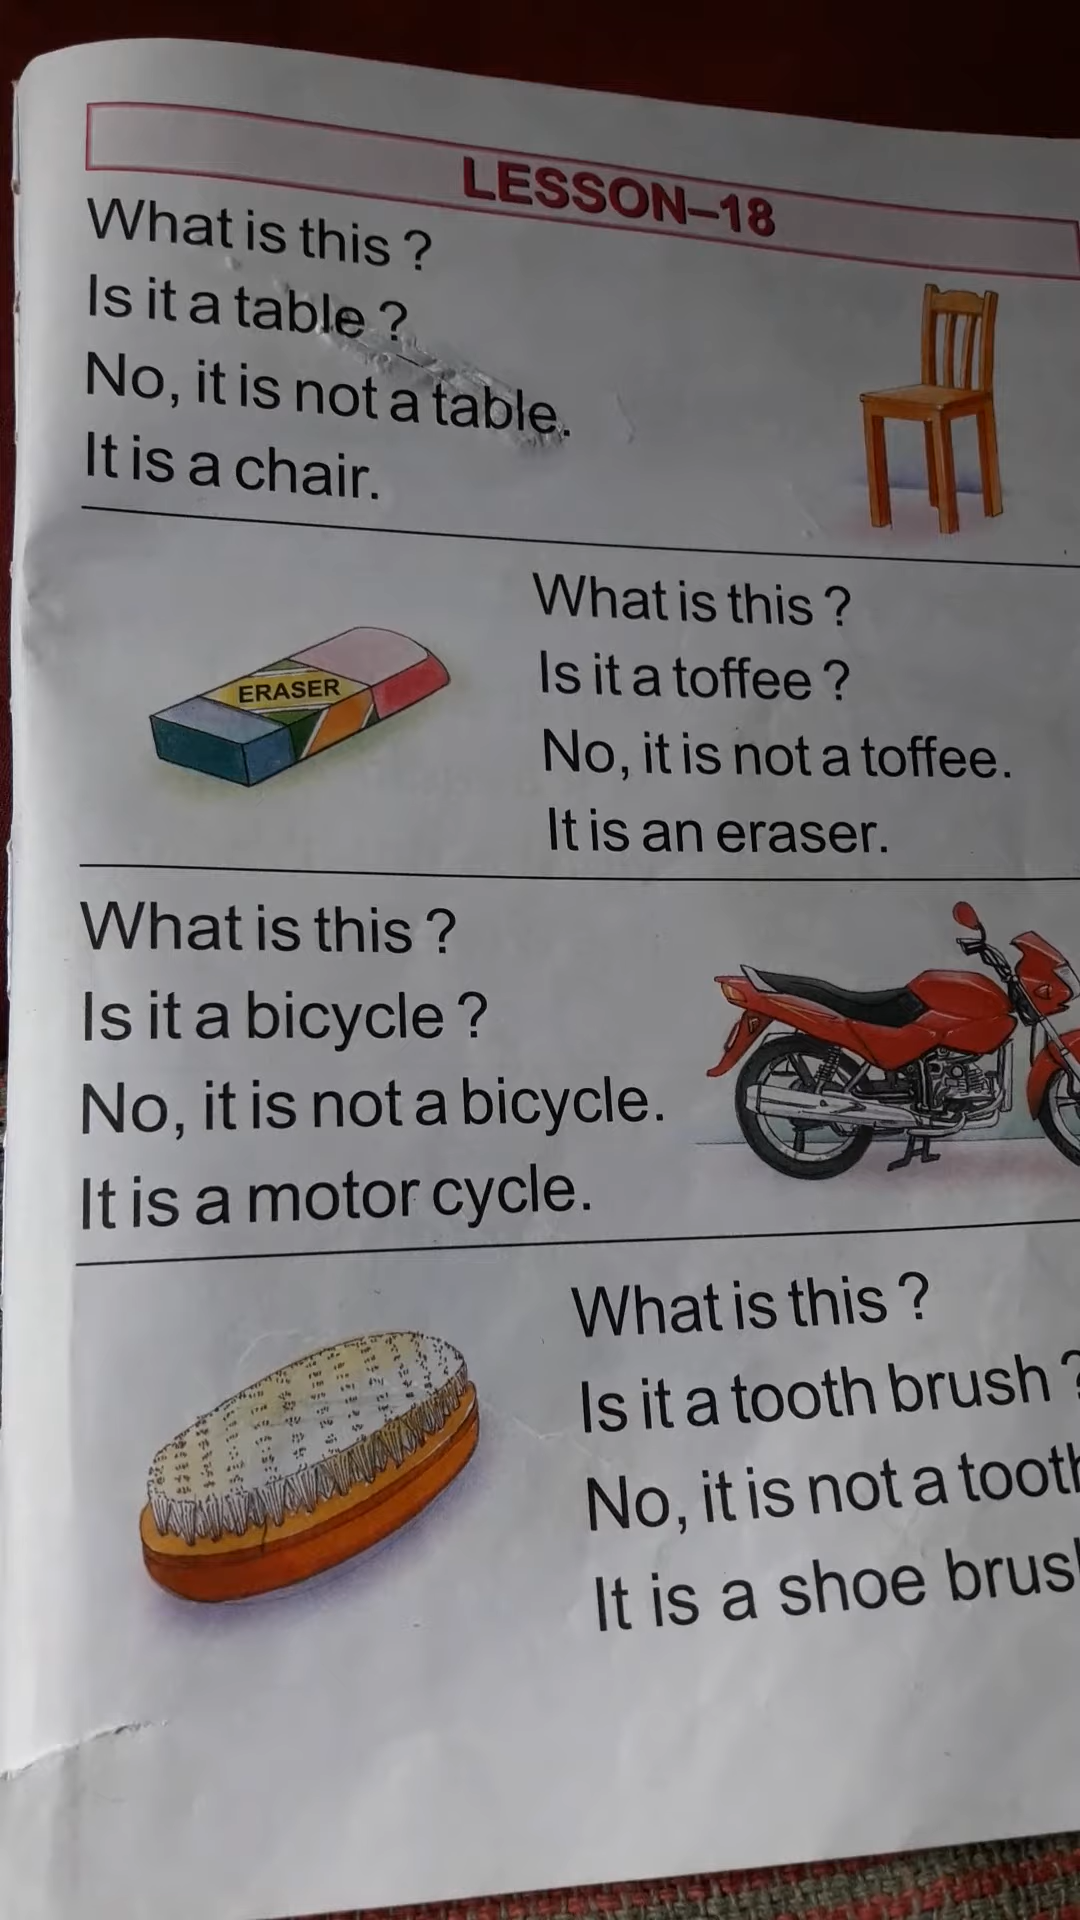 LESSON–18
What is this ?
Is it a table ?
No, it is not a table.
It is a chair.
ERASER
What is this ?
Is it a toffee ?
No, it is not a toffee.
It is an eraser.
What is this ?
Is it a bicycle ?
No, it is not a bicycle.
It is a motor cycle.
What is this ?
Is it a tooth brush ?
No, it is not a
It is a shoe